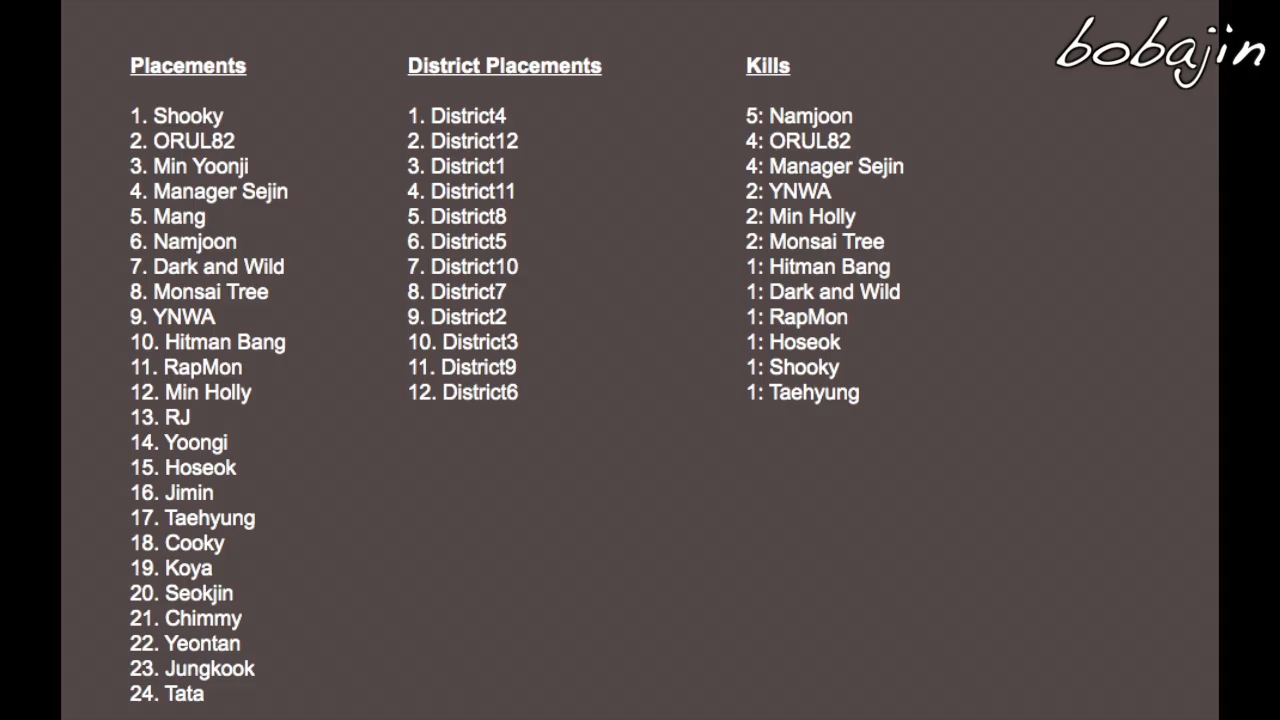 bobajin
Placements
1. Shooky
2. ORUL82
3. Min Yoonji
4. Manager Sejin
5. Mang
6. Namjoon
7. Dark and Wild
8. Monsai Tree
9. YNWA
10. Hitman Bang
11. RapMon
12. Min Holly
13. RJ
14. Yoongi
15. Hoseok
16. Jimin
17. Taehyung
18. Cooky
19. Koya
20. Seokjin
21. Chimmy
22. Yeontan
23. Jungkook
24. Tata
District Placements
1. District4
2. District12
3. District1
4. District11
5. District8
6. District5
7. District10
8. District7
9. District2
10. District3
11. District9
12. District6
Kills
5: Namjoon
4: ORUL82
4: Manager Sejin
2: YNWA
2: Min Holly
2: Monsai Tree
1: Hitman Bang
1: Dark and Wild
1: RapMon
1: Hoseok
1: Shooky
1: Taehyung